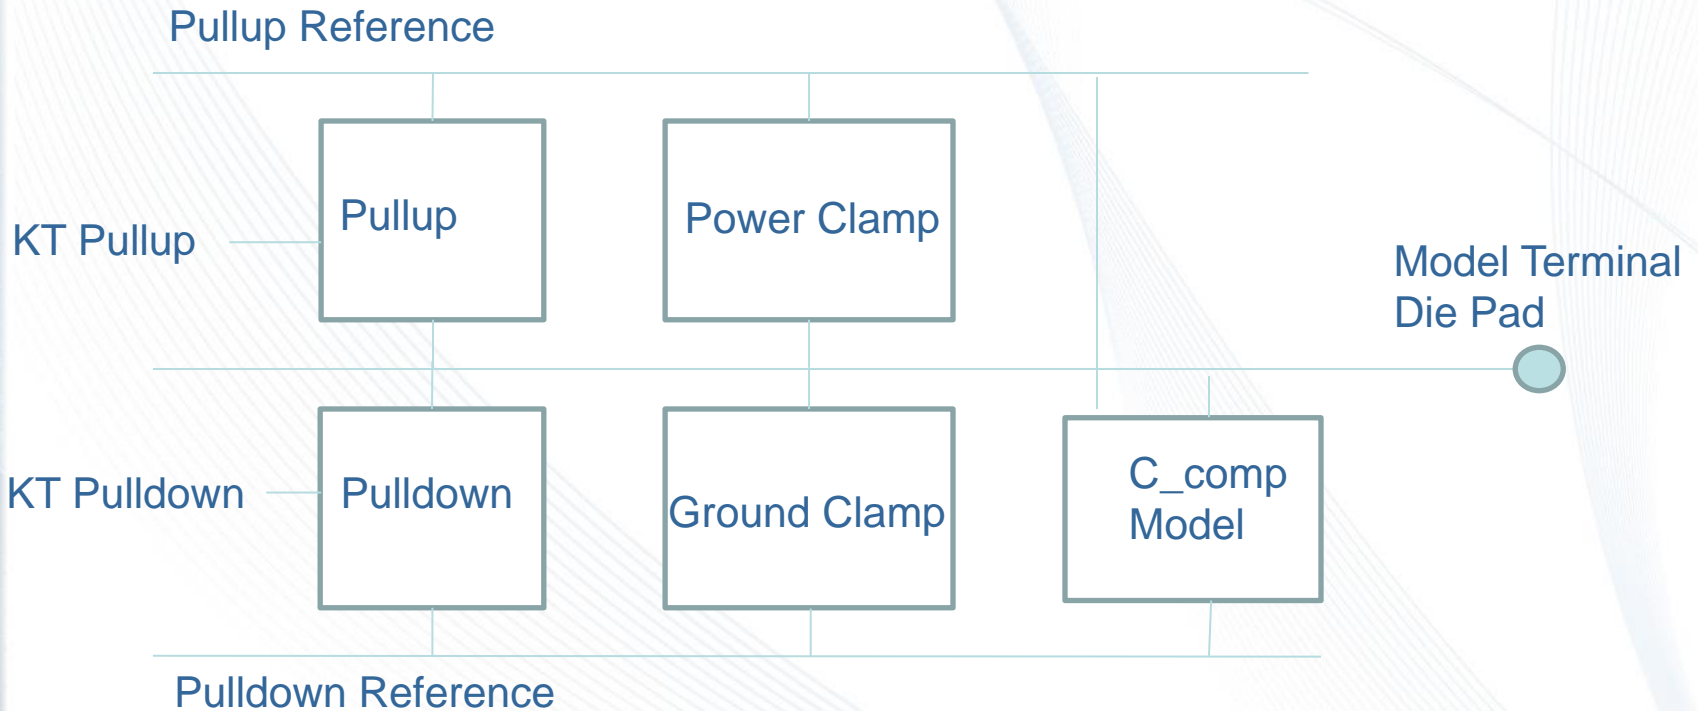 Pullup Reference
Pullup
Power Clamp
KT Pullup
Model Terminal
Die Pad
C_comp
Model
KT Pulldown
Pulldown
Ground Clamp
Pulldown Reference